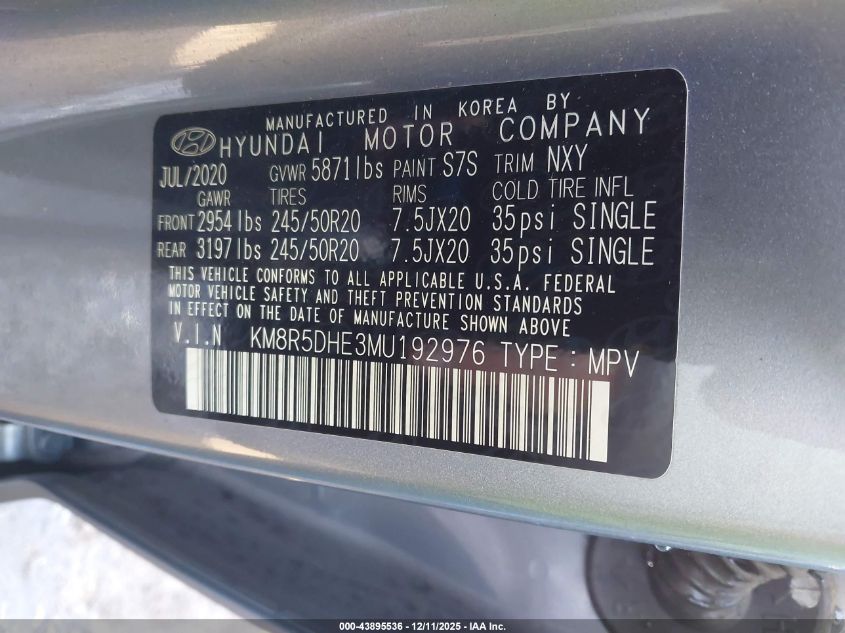 MANUFACTURED IN KOREA BY
HYUNDAI MOTOR COMPANY
JUL/2020 GVWR 5871lbs PAINT S7S TRIM NXY
GAWR TIRES RIMS COLD TIRE INFL
FRONT 2954lbs 245/50R20 7.5JX20 35psi SINGLE
REAR 3197lbs 245/50R20 7.5JX20 35psi SINGLE
THIS VEHICLE CONFORMS TO ALL APPLICABLE U.S.A. FEDERAL
MOTOR VEHICLE SAFETY AND THEFT PREVENTION STANDARDS
IN EFFECT ON THE DATE OF MANUFACTURE SHOWN ABOVE
V.I.N KM8R5DHE3MU192976 TYPE : MPV
000-43895536 - 12/11/2025 - IAA Inc.